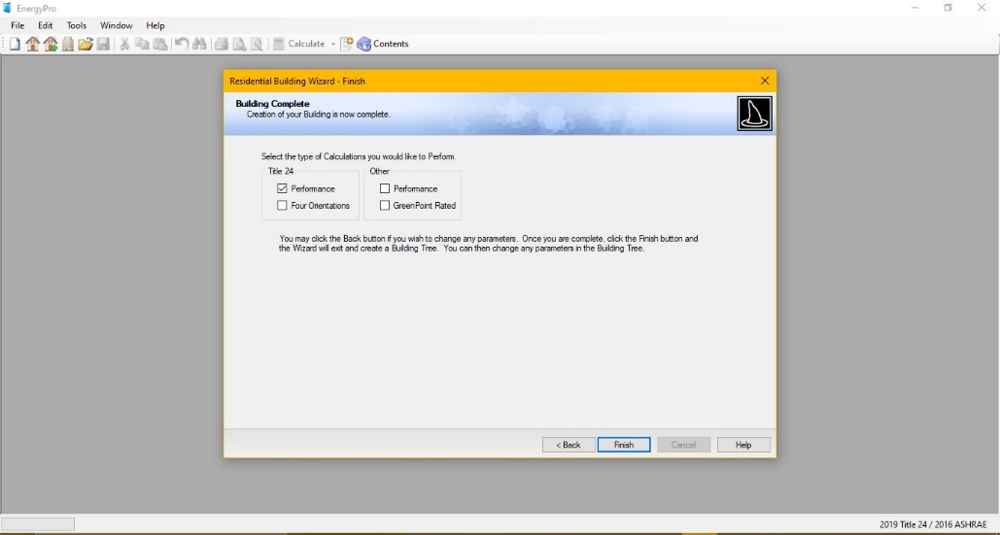 EnergyPro
File Edit Tools Window Help
Calculate Contents
Residential Building Wizard - Finish
Building Complete
Creation of your Building is now complete.
Select the type of Calculations you would like to Perform.
Title 24 Other
Performance Performance
Four Orientations GreenPoint Rated
You may click the Back button if you wish to change any parameters. Once you are complete, click the Finish button and
the Wizard will exit and create a Building Tree. You can then change any parameters in the Building Tree.
< Back Finish Cancel Help
2019 Title 24 / 2016 ASHRAE